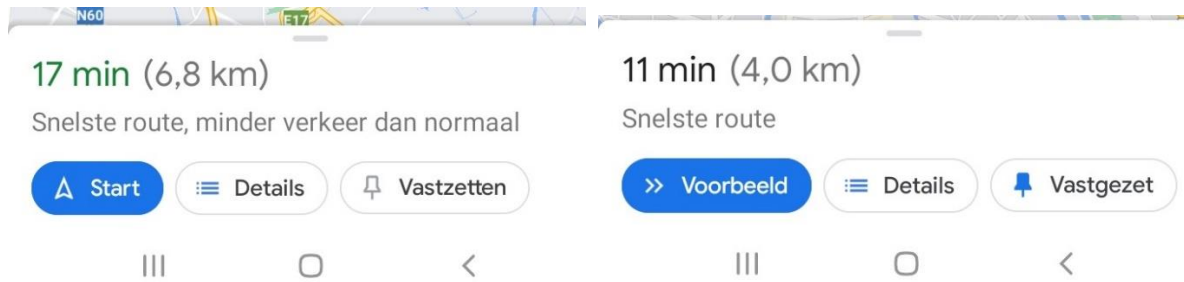 N60
E17
17 min (6,8 km)
Snelste route, minder verkeer dan normaal
Start
Details
Vastzetten
11 min (4,0 km)
Snelste route
Voorbeeld
Details
Vastgezet